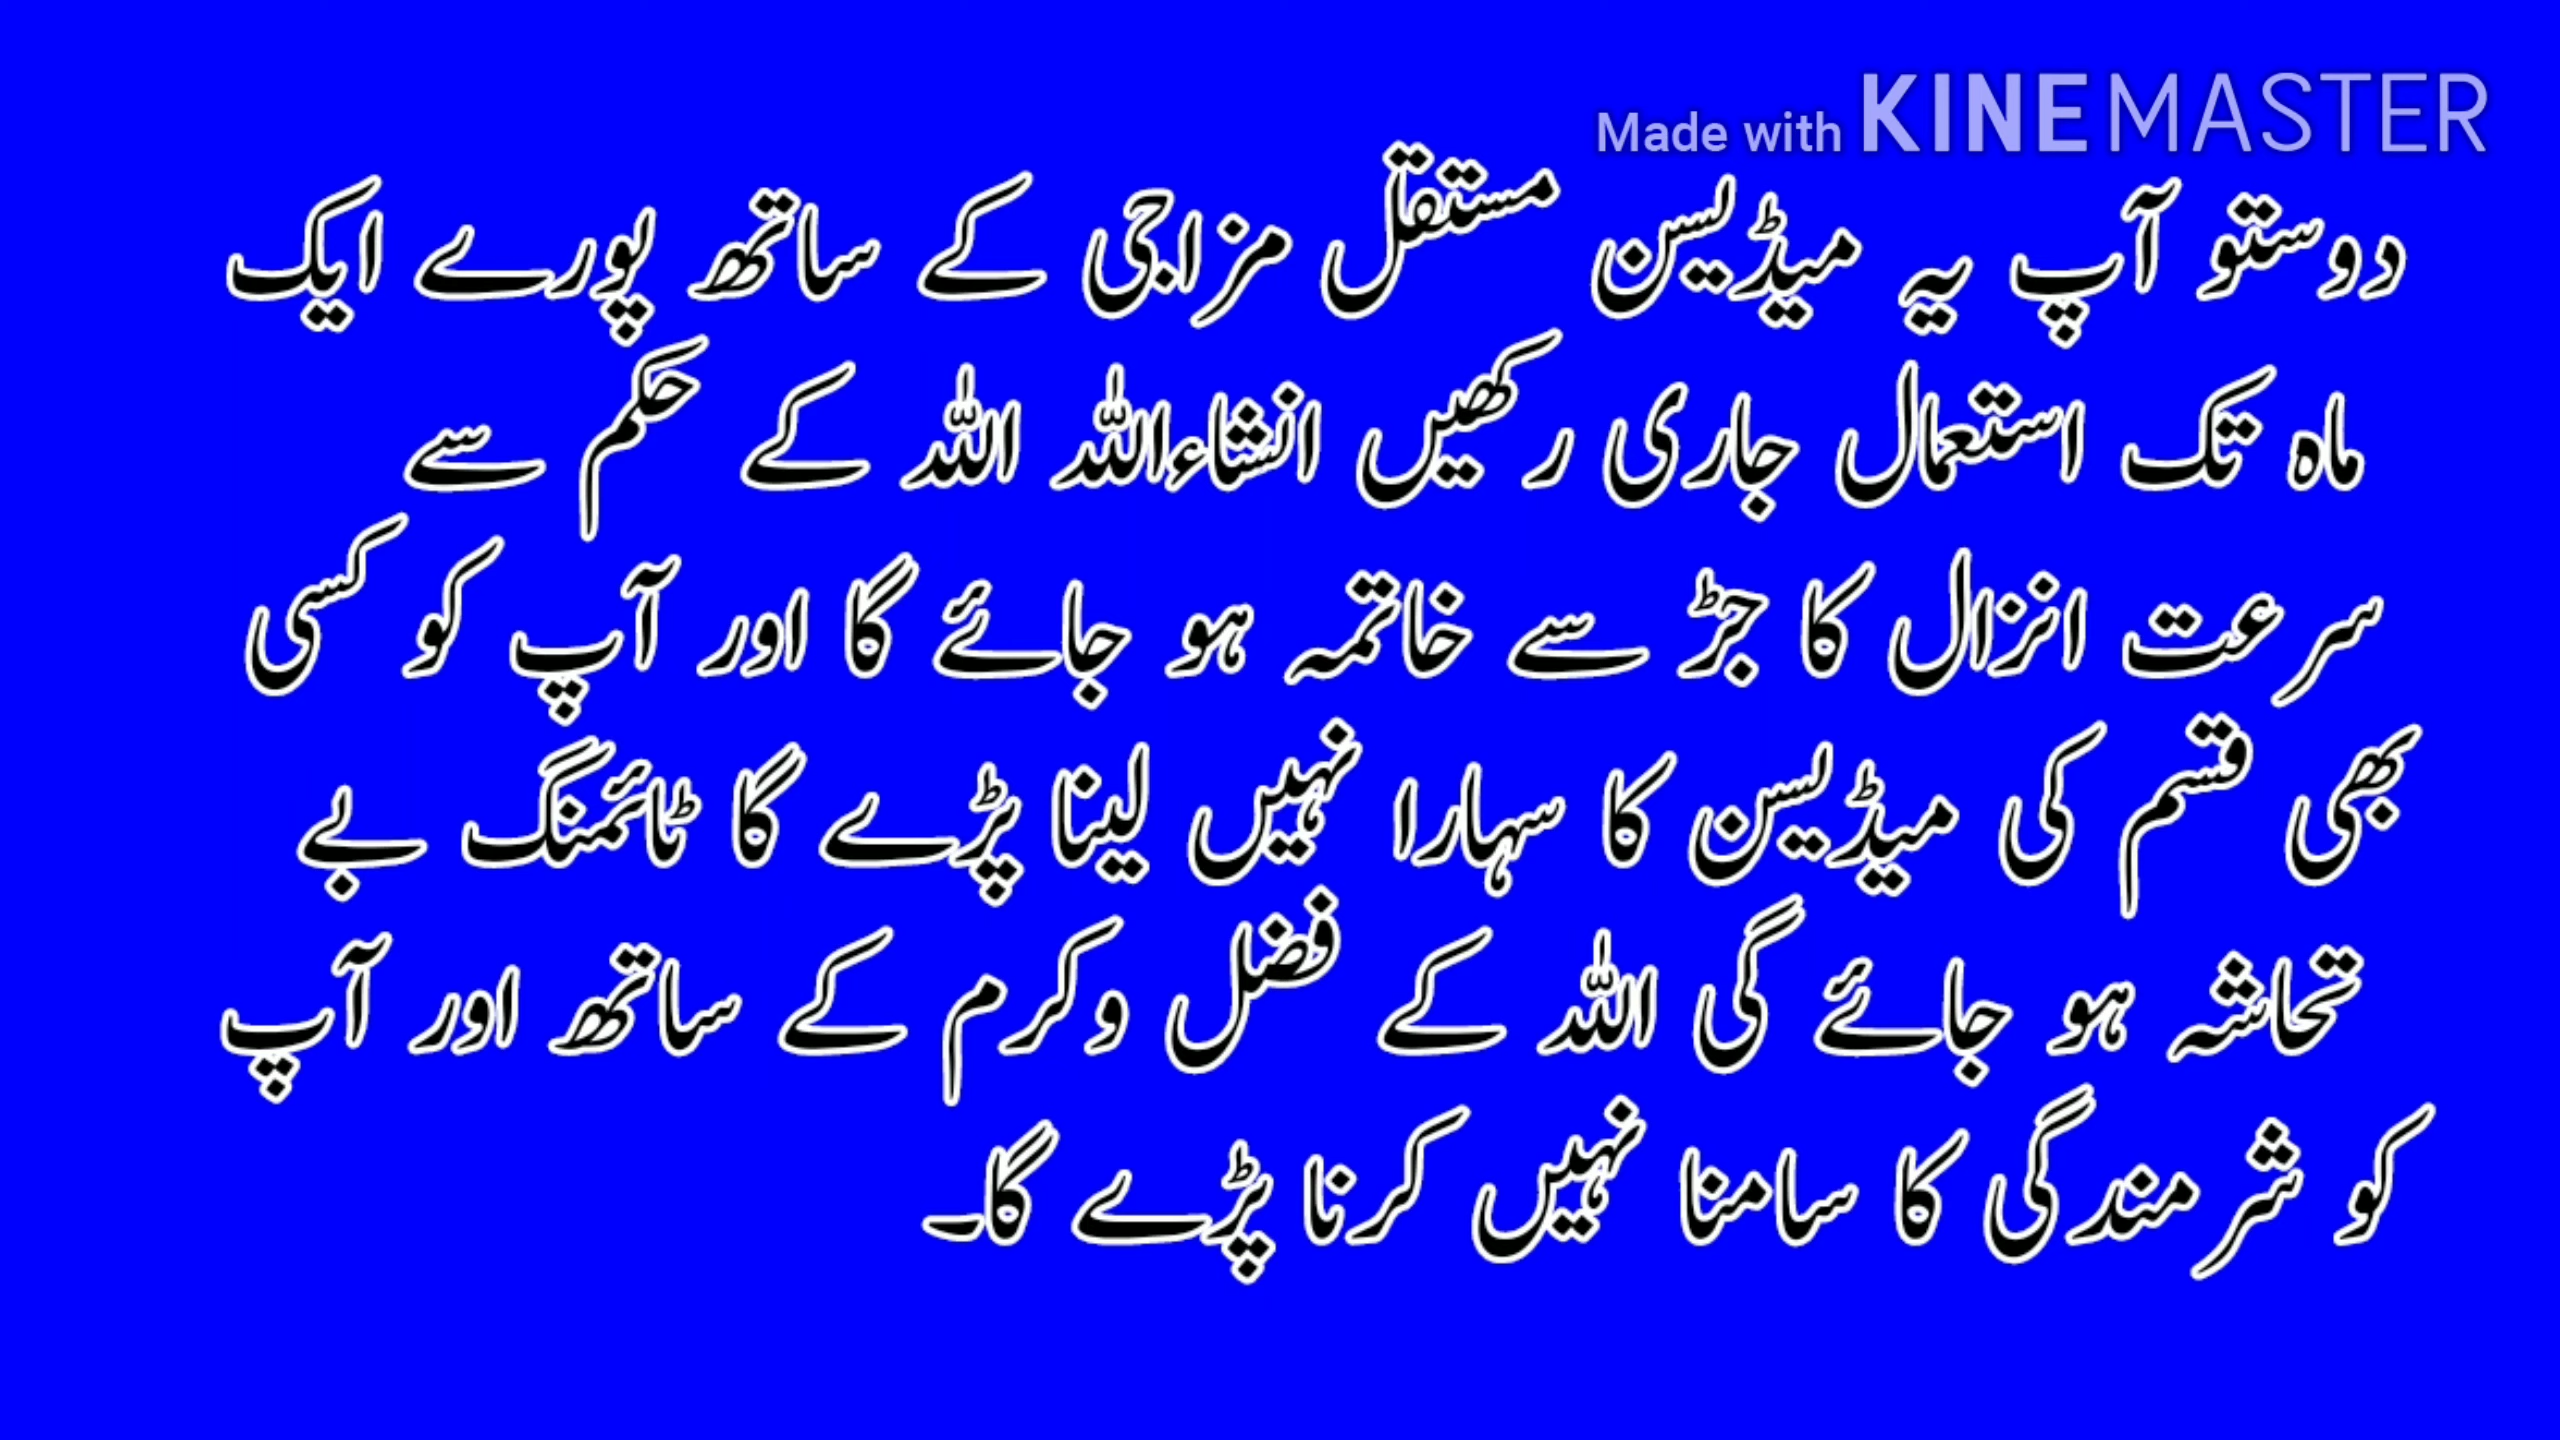 Made with KINEMASTER
دوستو آپ یہ میڈیسن مستقل مزاجی کے ساتھ پورے ایک
ماہ تک استعمال جاری رکھیں انشاءاللہ اللہ کے حکم سے
سرعت انزال کا جڑ سے خاتمہ ہو جائے گا اور آپ کو کسی
بھی قسم کی میڈیسن کا سہارا نہیں لینا پڑے گا ٹائمنگ بے
تحاشہ ہو جائے گی اللہ کے فضل وکرم کے ساتھ اور آپ
کو شرمندگی کا سامنا نہیں کرنا پڑے گا۔